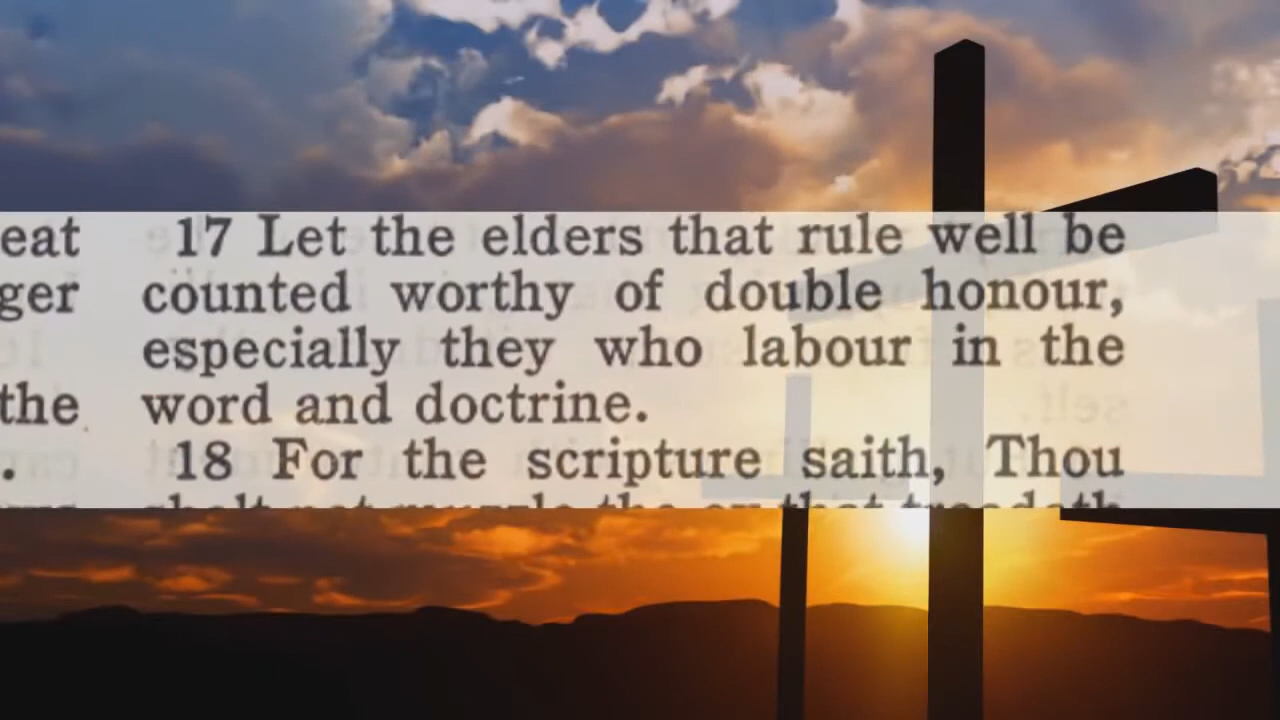 eat
ger
the
.
17 Let the elders that rule well be
counted worthy of double honour,
especially they who labour in the
word and doctrine.
18 For the scripture saith, Thou